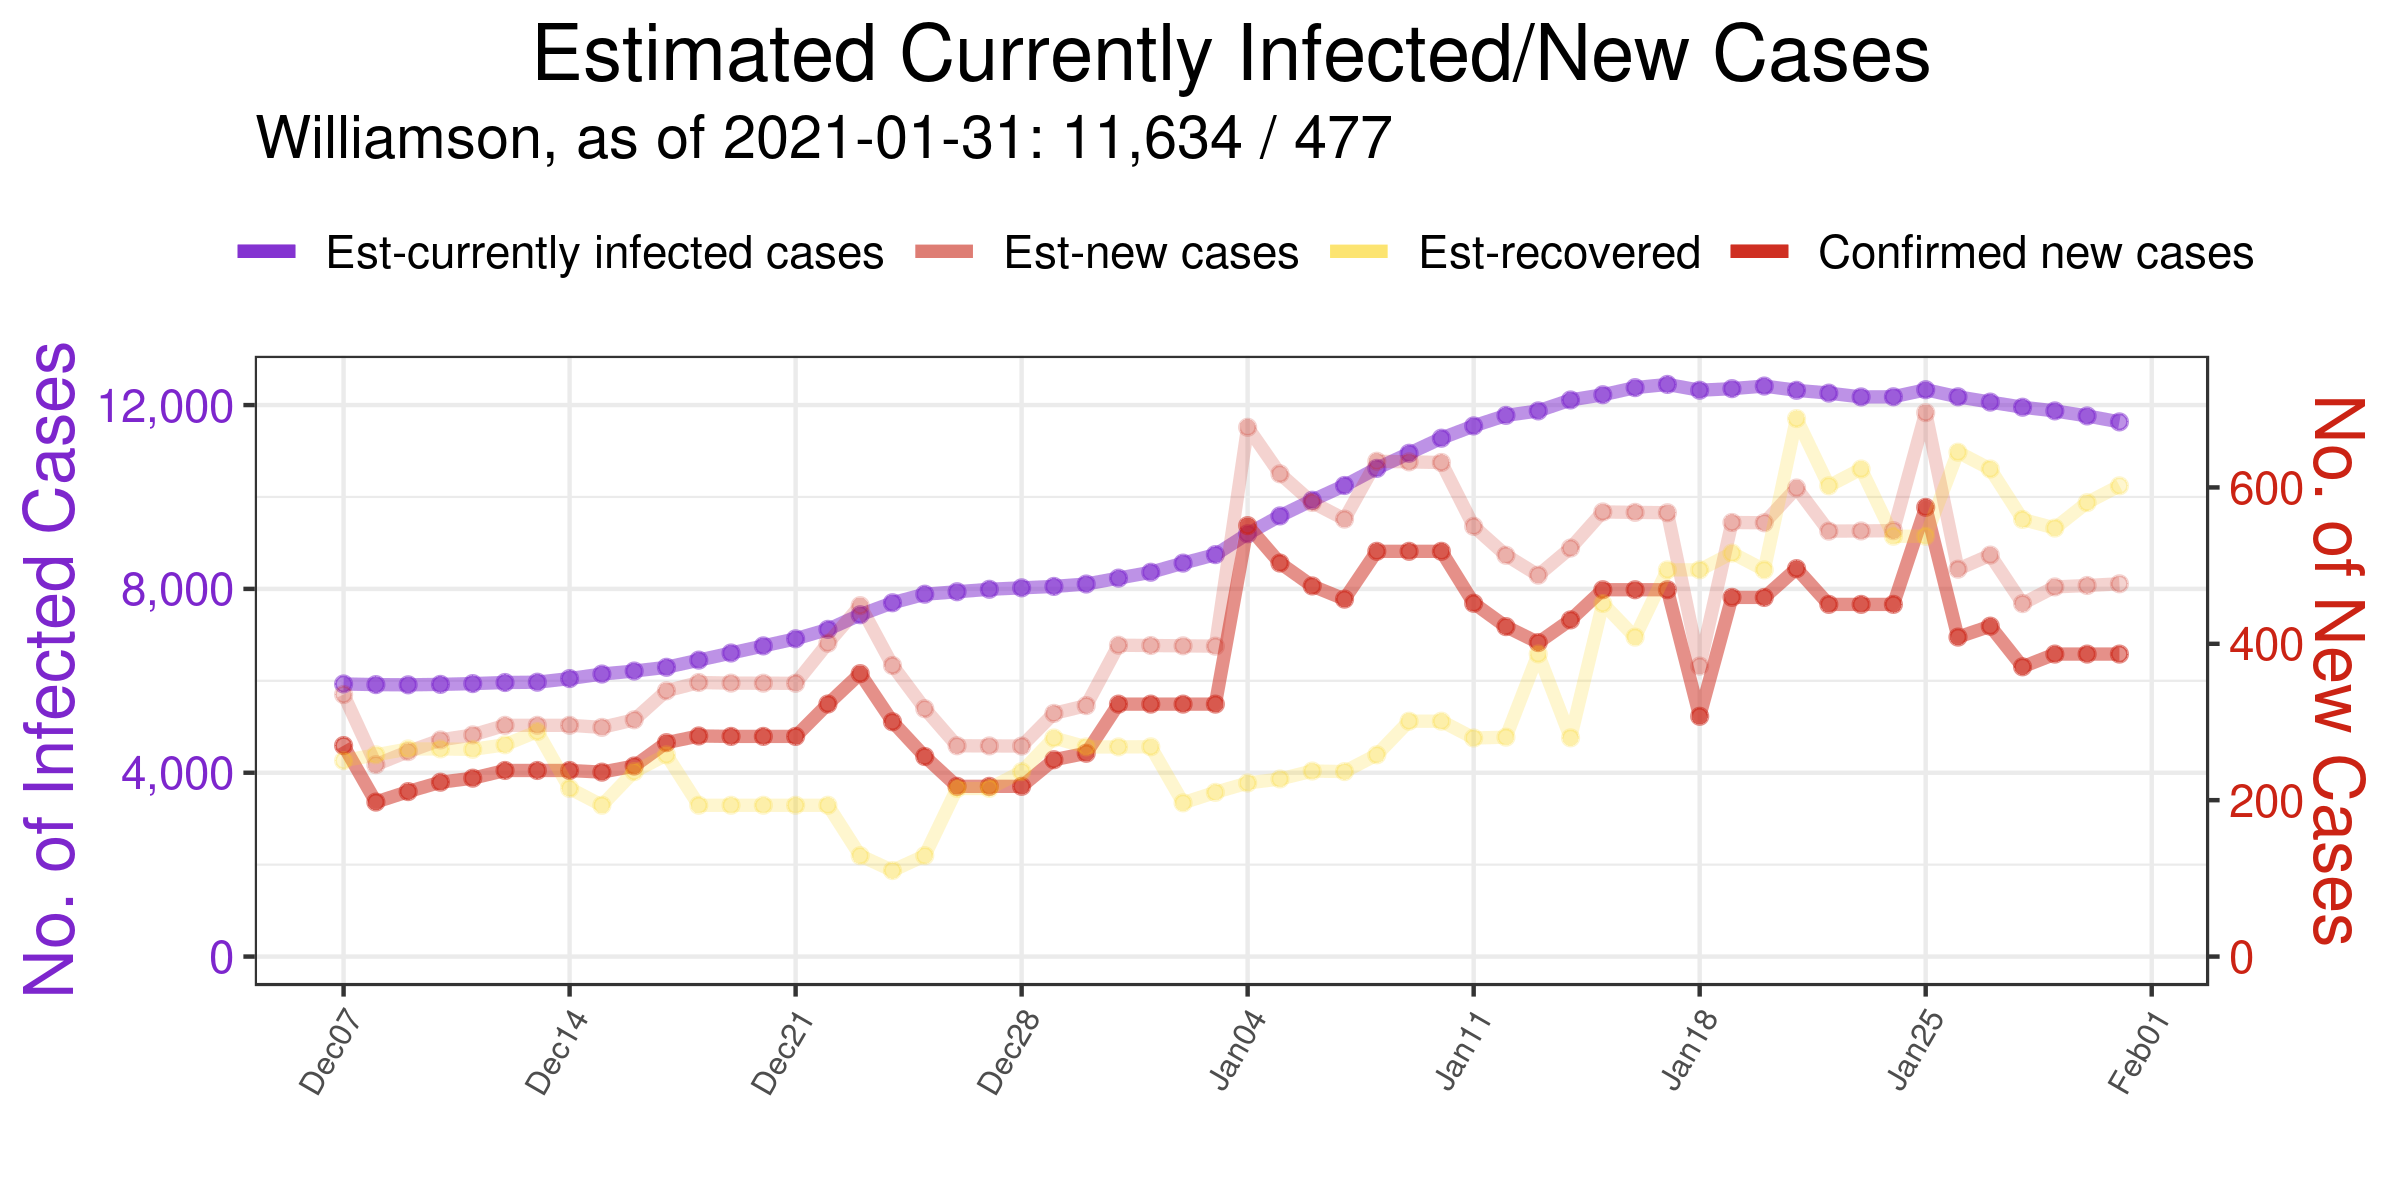 Estimated Currently Infected/New Cases
Williamson, as of 2021-01-31: 11,634 / 477
Est-currently infected cases Est-new cases Est-recovered Confirmed new cases
No. of Infected Cases
12,000
8,000
4,000
0
No. of New Cases
600
400
200
0
Dec07 Dec14 Dec21 Dec28 Jan04 Jan11 Jan18 Jan25 Feb01